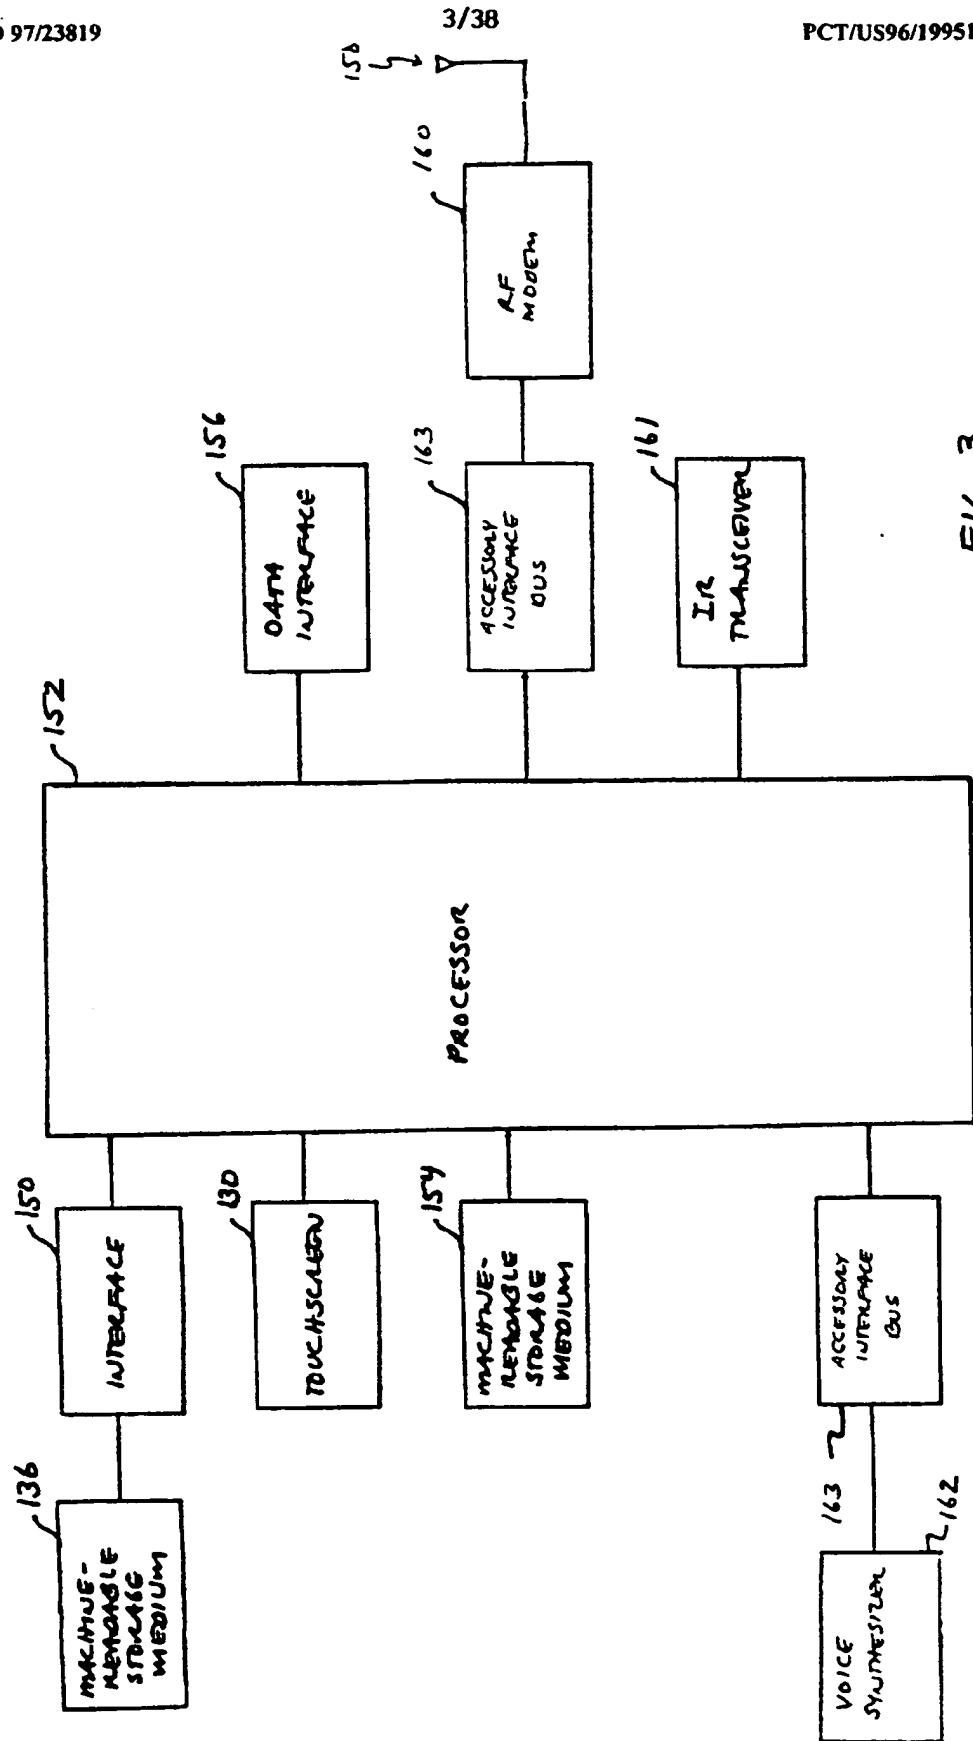 97/23819
3/38
PCT/US96/19951
158
160
RF
MODEM
156
DATA
INTERFACE
163
ACCESSORY
INTERFACE
BUS
161
IR
TRANSCEIVER
152
PROCESSOR
150
INTERFACE
130
TOUCHSCREEN
154
MACHINE-
READABLE
STORAGE
MEDIUM
163
ACCESSORY
INTERFACE
BUS
136
MACHINE-
READABLE
STORAGE
MEDIUM
162
VOICE
SYNTHESIZER